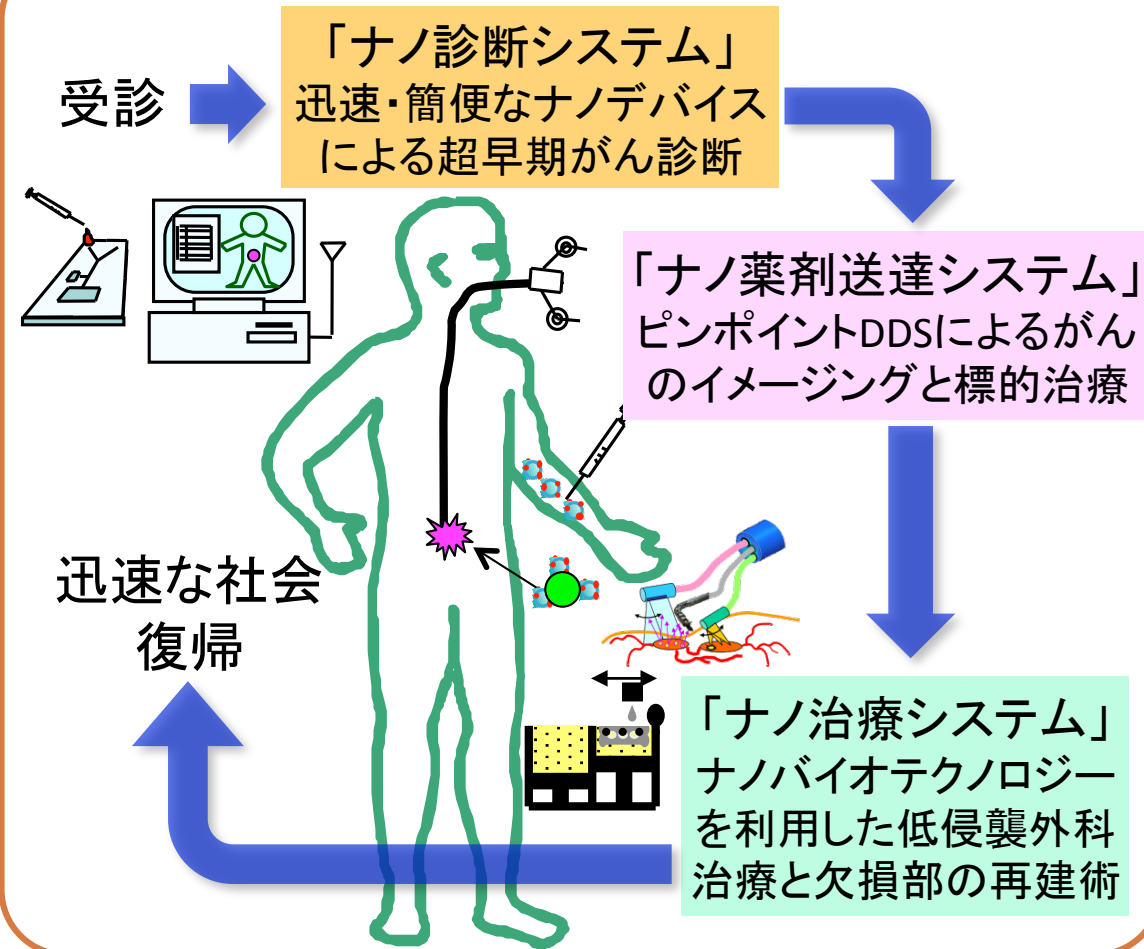 受診
「ナノ診断システム」
迅速・簡便なナノデバイス
による超早期がん診断
「ナノ薬剤送達システム」
ピンポイントDDSによるがん
のイメージングと標的治療
「ナノ治療システム」
ナノバイオテクノロジー
を利用した低侵襲外科
治療と欠損部の再建術
迅速な社会
復帰